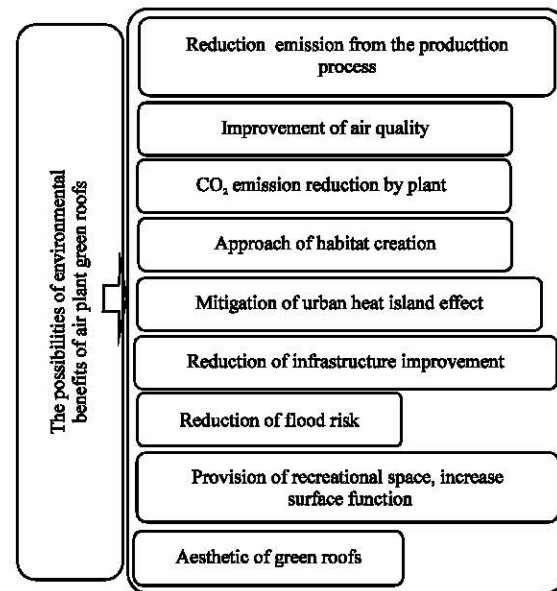 The possibilities of environmental
benefits of air plant green roofs
Reduction emission from the producttion
process
Improvement of air quality
CO₂ emission reduction by plant
Approach of habitat creation
Mitigation of urban heat island effect
Reduction of infrastructure improvement
Reduction of flood risk
Provision of recreational space, increase
surface function
Aesthetic of green roofs